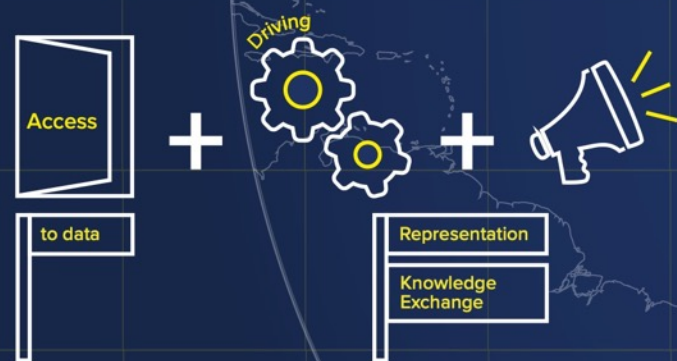 Driving
Access
to data
Representation
Knowledge
Exchange